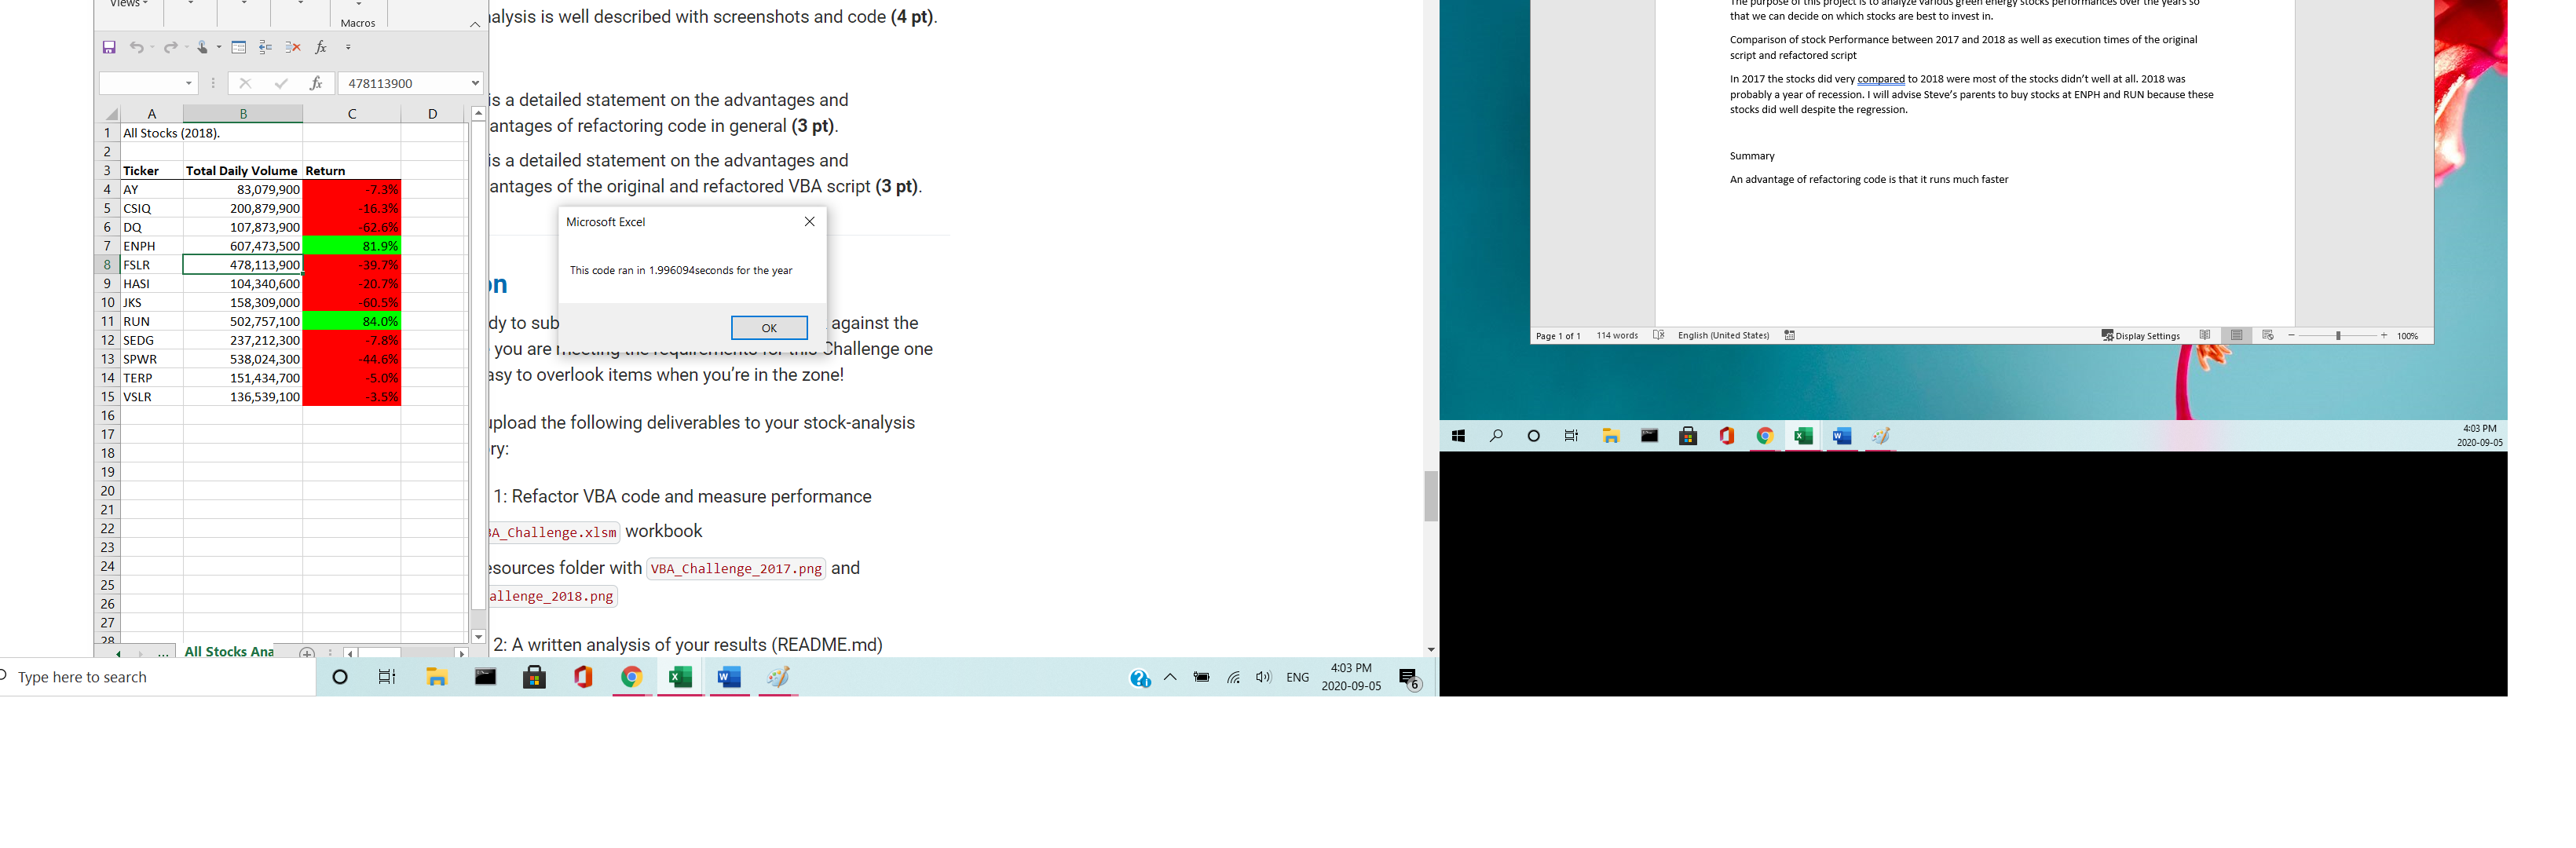 Views
Macros
478113900
A B C D
1 All Stocks (2018).
2
3 Ticker Total Daily Volume Return
4 AY 83,079,900 -7.3%
5 CSIQ 200,879,900 -16.3%
6 DQ 107,873,900 -62.6%
7 ENPH 607,473,500 81.9%
8 FSLR 478,113,900 -39.7%
9 HASI 104,340,600 -20.7%
10 JKS 158,309,000 -60.5%
11 RUN 502,757,100 84.0%
12 SEDG 237,212,300 -7.8%
13 SPWR 538,024,300 -44.6%
14 TERP 151,434,700 -5.0%
15 VSLR 136,539,100 -3.5%
16
17
18
19
20
21
22
23
24
25
26
27
28
All Stocks Ana
alysis is well described with screenshots and code (4 pt).
is a detailed statement on the advantages and
antages of refactoring code in general (3 pt).
is a detailed statement on the advantages and
antages of the original and refactored VBA script (3 pt).
Microsoft Excel
This code ran in 1.996094seconds for the year
OK
on
dy to sub against the
you are meeting the requirements for this Challenge one
asy to overlook items when you're in the zone!
upload the following deliverables to your stock-analysis
ry:
1: Refactor VBA code and measure performance
BA_Challenge.xlsm workbook
esources folder with VBA_Challenge_2017.png and
allenge_2018.png
2: A written analysis of your results (README.md)
Type here to search
ENG
4:03 PM
2020-09-05
6
The purpose of this project is to analyze various green energy stocks performances over the years so
that we can decide on which stocks are best to invest in.
Comparison of stock Performance between 2017 and 2018 as well as execution times of the original
script and refactored script
In 2017 the stocks did very compared to 2018 were most of the stocks didn't well at all. 2018 was
probably a year of recession. I will advise Steve's parents to buy stocks at ENPH and RUN because these
stocks did well despite the regression.
Summary
An advantage of refactoring code is that it runs much faster
Page 1 of 1 114 words English (United States) Display Settings 100%
4:03 PM
2020-09-05